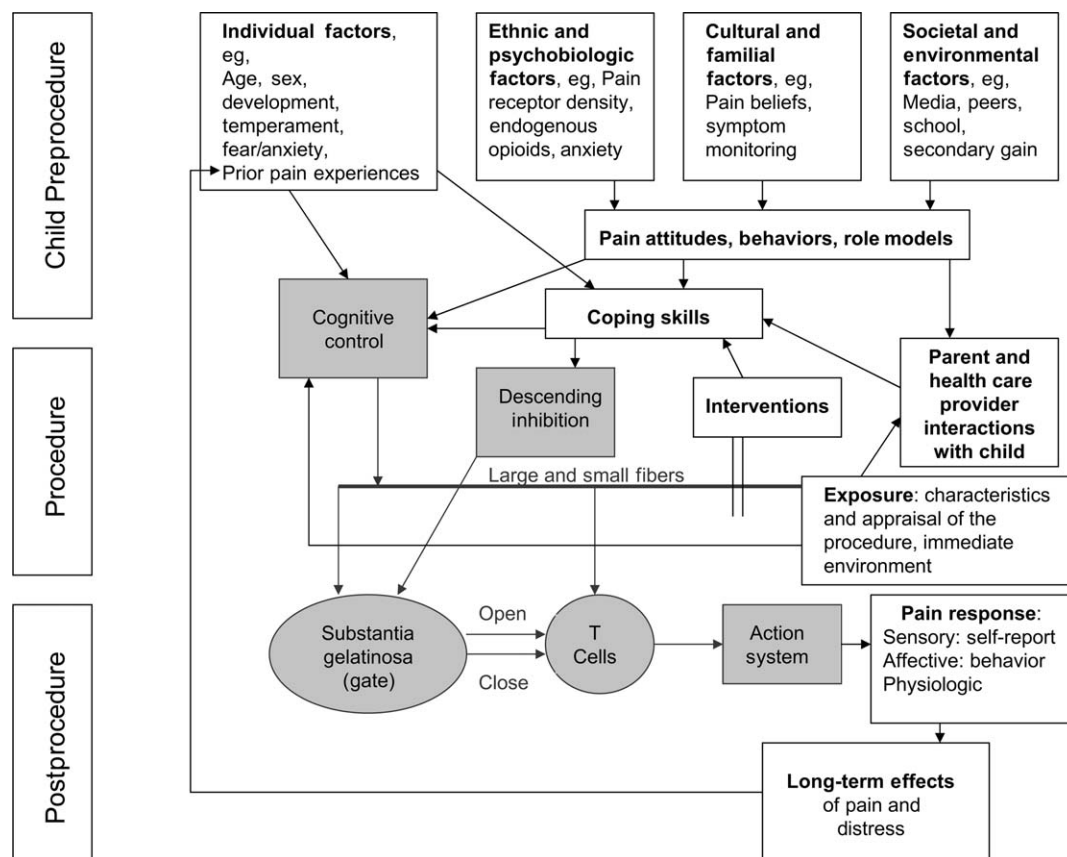 Child Preprocedure
Individual factors,
eg,
Age, sex,
development,
temperament,
fear/anxiety,
Prior pain experiences
Ethnic and
psychobiologic
factors, eg, Pain
receptor density,
endogenous
opioids, anxiety
Cultural and
familial
factors, eg,
Pain beliefs,
symptom
monitoring
Societal and
environmental
factors, eg,
Media, peers,
school,
secondary gain
Pain attitudes, behaviors, role models
Cognitive
control
Coping skills
Procedure
Descending
inhibition
Interventions
Parent and
health care
provider
interactions
with child
Large and small fibers
Exposure: characteristics
and appraisal of the
procedure, immediate
environment
Postprocedure
Substantia
gelatinosa
(gate)
Open
Close
T
Cells
Action
system
Pain response:
Sensory: self-report
Affective: behavior
Physiologic
Long-term effects
of pain and
distress